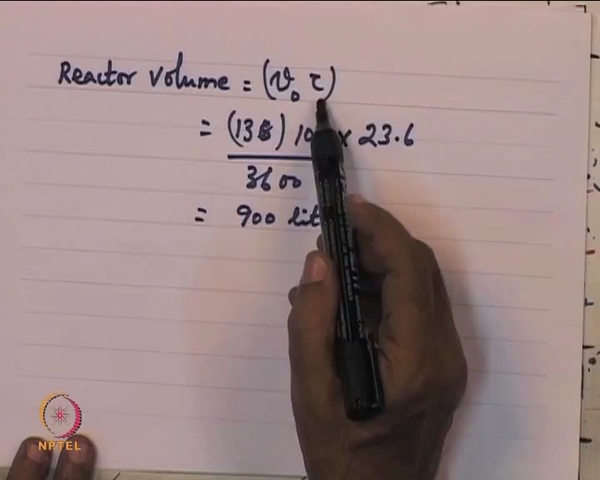 Reactor Volume = (v₀ τ)
= (138) 10 x 23.6
3600
= 900 lit
NPTEL